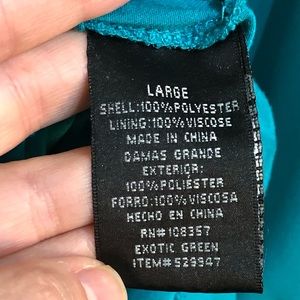 LARGE
SHELL:100%POLYESTER
LINING:100%VISCOSE
MADE IN CHINA
DAMAS GRANDE
EXTERIOR:
100%POLIESTER
FORRO:100%VISCOSA
HECHO EN CHINA
RN#108357
EXOTIC GREEN
ITEM#529947